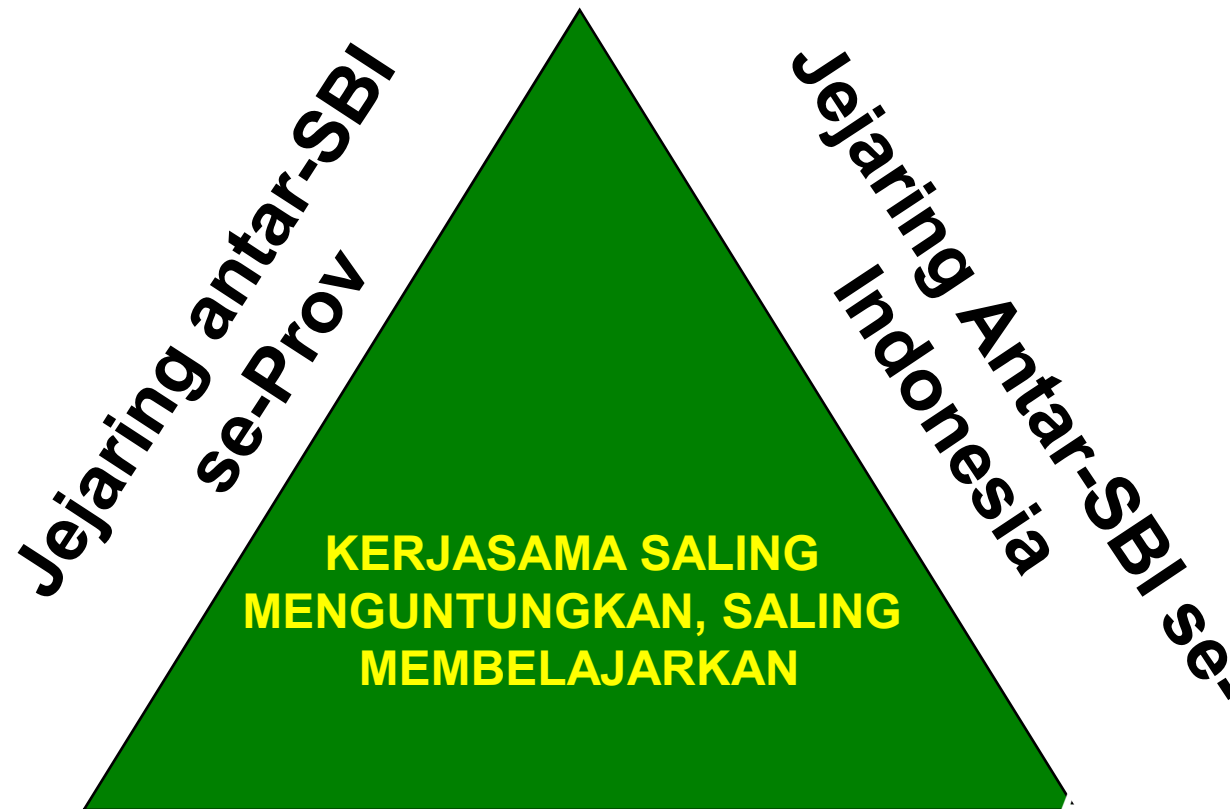 Jejaring antar-SBI
se-Prov
Jejaring Antar-SBI se-
Indonesia
KERJASAMA SALING
MENGUNTUNGKAN, SALING
MEMBELAJARKAN